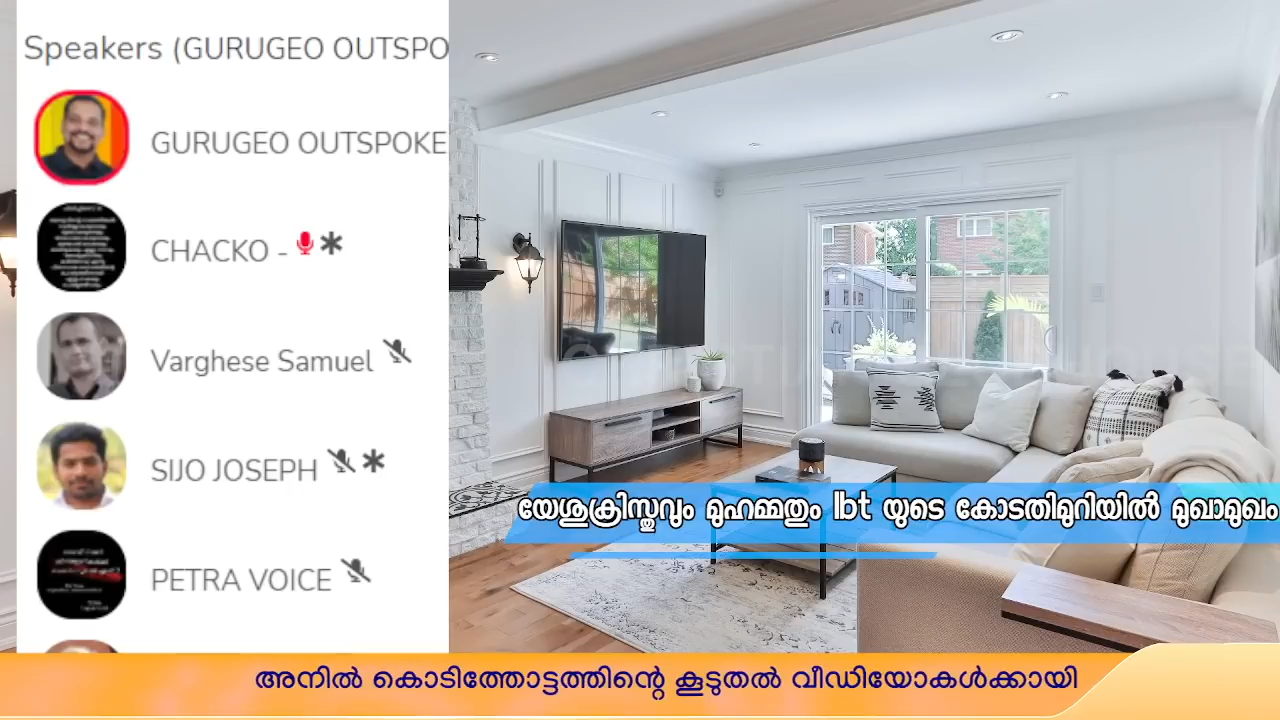 Speakers (GURUGEO OUTSPO
GURUGEO OUTSPOKE
CHACKO -
Varghese Samuel
SIJO JOSEPH
PETRA VOICE
യേശുക്രിസ്തുവും മുഹമ്മതും lbt യുടെ കോടതിമുറിയിൽ മുഖാമുഖം
അനിൽ കൊടിത്തോട്ടത്തിന്റെ കൂടുതൽ വീഡിയോകൾക്കായി